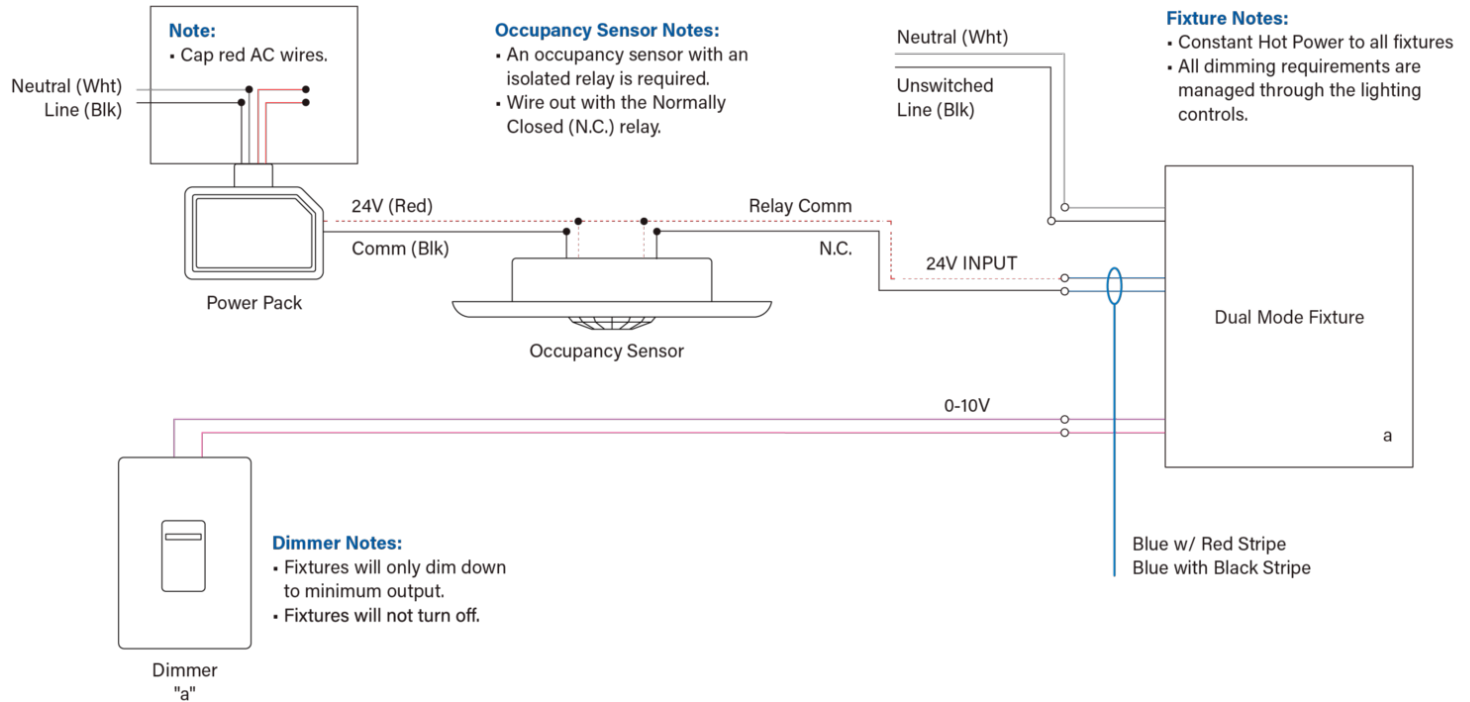 Note:
▪ Cap red AC wires.
Neutral (Wht)
Line (Blk)
Power Pack
24V (Red)
Comm (Blk)
Occupancy Sensor Notes:
▪ An occupancy sensor with an
isolated relay is required.
▪ Wire out with the Normally
Closed (N.C.) relay.
Occupancy Sensor
Relay Comm
N.C.
Neutral (Wht)
Unswitched
Line (Blk)
24V INPUT
Fixture Notes:
▪ Constant Hot Power to all fixtures
▪ All dimming requirements are
managed through the lighting
controls.
Dual Mode Fixture
a
0-10V
Blue w/ Red Stripe
Blue with Black Stripe
Dimmer Notes:
▪ Fixtures will only dim down
to minimum output.
▪ Fixtures will not turn off.
Dimmer
"a"